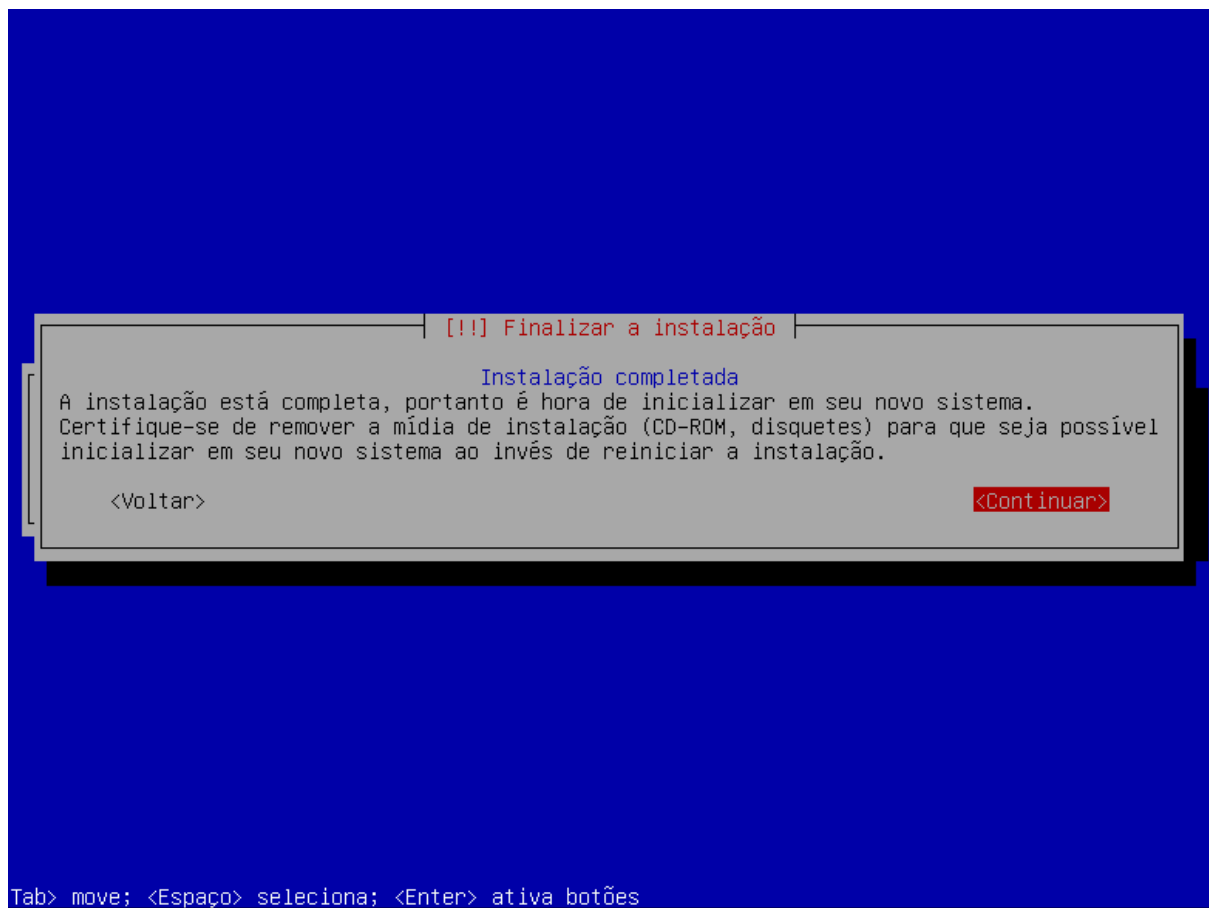 [!!] Finalizar a instalação
Instalação completada
A instalação está completa, portanto é hora de inicializar em seu novo sistema.
Certifique-se de remover a mídia de instalação (CD-ROM, disquetes) para que seja possível
inicializar em seu novo sistema ao invés de reiniciar a instalação.
<Voltar> <Continuar>
Tab> move; <Espaço> seleciona; <Enter> ativa botões